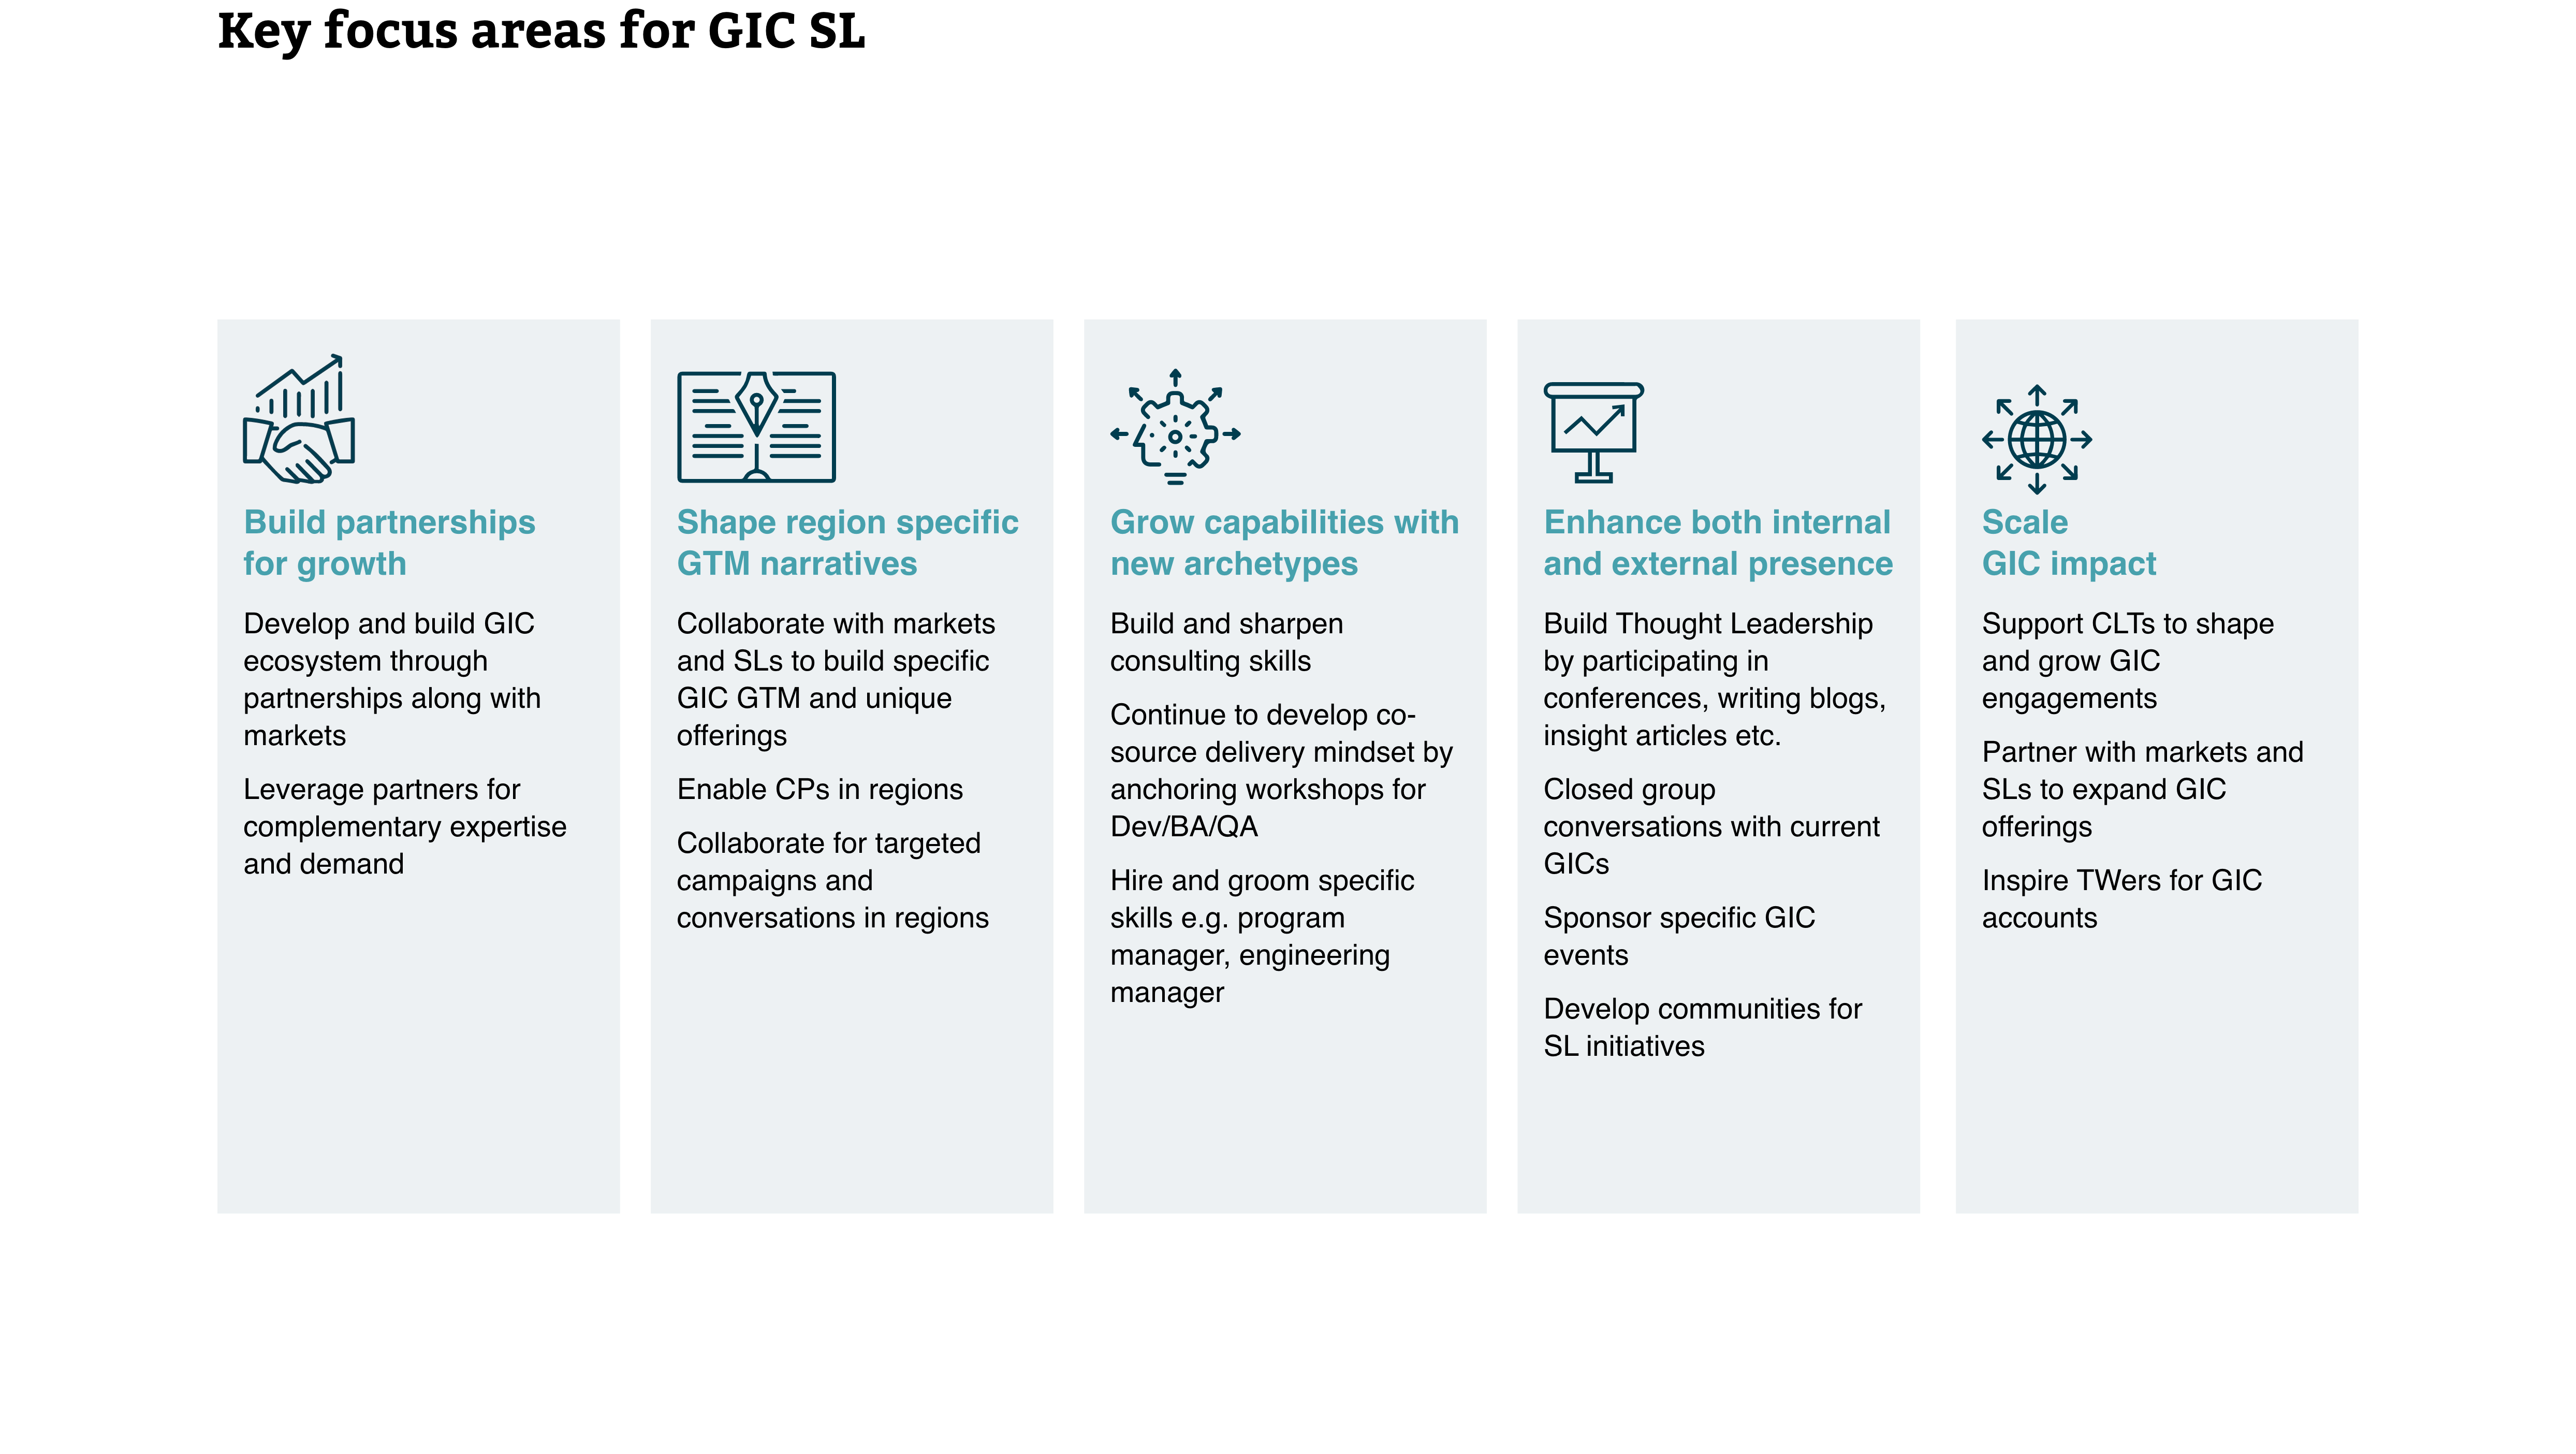 Key focus areas for GIC SL
Build partnerships
for growth
Develop and build GIC
ecosystem through
partnerships along with
markets
Leverage partners for
complementary expertise
and demand
Shape region specific
GTM narratives
Collaborate with markets
and SLs to build specific
GIC GTM and unique
offerings
Enable CPs in regions
Collaborate for targeted
campaigns and
conversations in regions
Grow capabilities with
new archetypes
Build and sharpen
consulting skills
Continue to develop co-
source delivery mindset by
anchoring workshops for
Dev/BA/QA
Hire and groom specific
skills e.g. program
manager, engineering
manager
Enhance both internal
and external presence
Build Thought Leadership
by participating in
conferences, writing blogs,
insight articles etc.
Closed group
conversations with current
GICs
Sponsor specific GIC
events
Develop communities for
SL initiatives
Scale
GIC impact
Support CLTs to shape
and grow GIC
engagements
Partner with markets and
SLs to expand GIC
offerings
Inspire TWers for GIC
accounts